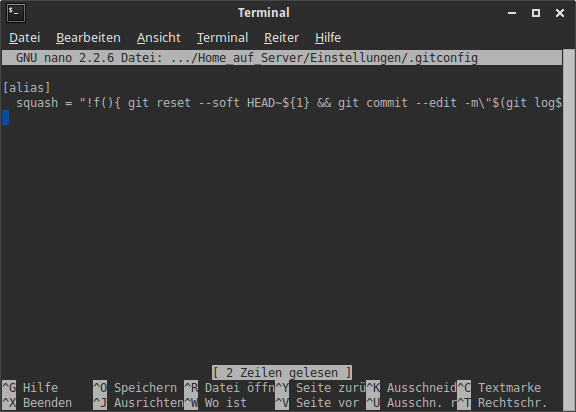 Terminal
Datei Bearbeiten Ansicht Terminal Reiter Hilfe
GNU nano 2.2.6 Datei: .../Home_auf_Server/Einstellungen/.gitconfig
[alias]
squash = "!f(){ git reset --soft HEAD~${1} && git commit --edit -m\"$(git log$
[ 2 Zeilen gelesen ]
^G Hilfe ^O Speichern ^R Datei öffn^Y Seite zurü^K Ausschneid^C Textmarke
^X Beenden ^J Ausrichten^W Wo ist ^V Seite vor ^U Ausschn. r^T Rechtschr.